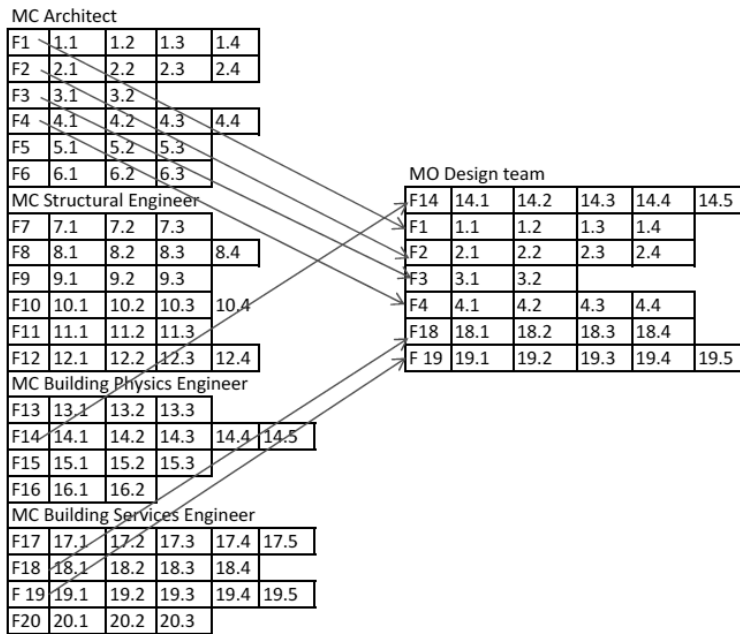 MC Architect
F1 1.1 1.2 1.3 1.4
F2 2.1 2.2 2.3 2.4
F3 3.1 3.2
F4 4.1 4.2 4.3 4.4
F5 5.1 5.2 5.3
F6 6.1 6.2 6.3
MC Structural Engineer
F7 7.1 7.2 7.3
F8 8.1 8.2 8.3 8.4
F9 9.1 9.2 9.3
F10 10.1 10.2 10.3 10.4
F11 11.1 11.2 11.3
F12 12.1 12.2 12.3 12.4
MC Building Physics Engineer
F13 13.1 13.2 13.3
F14 14.1 14.2 14.3 14.4 14.5
F15 15.1 15.2 15.3
F16 16.1 16.2
MC Building Services Engineer
F17 17.1 17.2 17.3 17.4 17.5
F18 18.1 18.2 18.3 18.4
F 19 19.1 19.2 19.3 19.4 19.5
F20 20.1 20.2 20.3
MO Design team
F14 14.1 14.2 14.3 14.4 14.5
F1 1.1 1.2 1.3 1.4
F2 2.1 2.2 2.3 2.4
F3 3.1 3.2
F4 4.1 4.2 4.3 4.4
F18 18.1 18.2 18.3 18.4
F 19 19.1 19.2 19.3 19.4 19.5